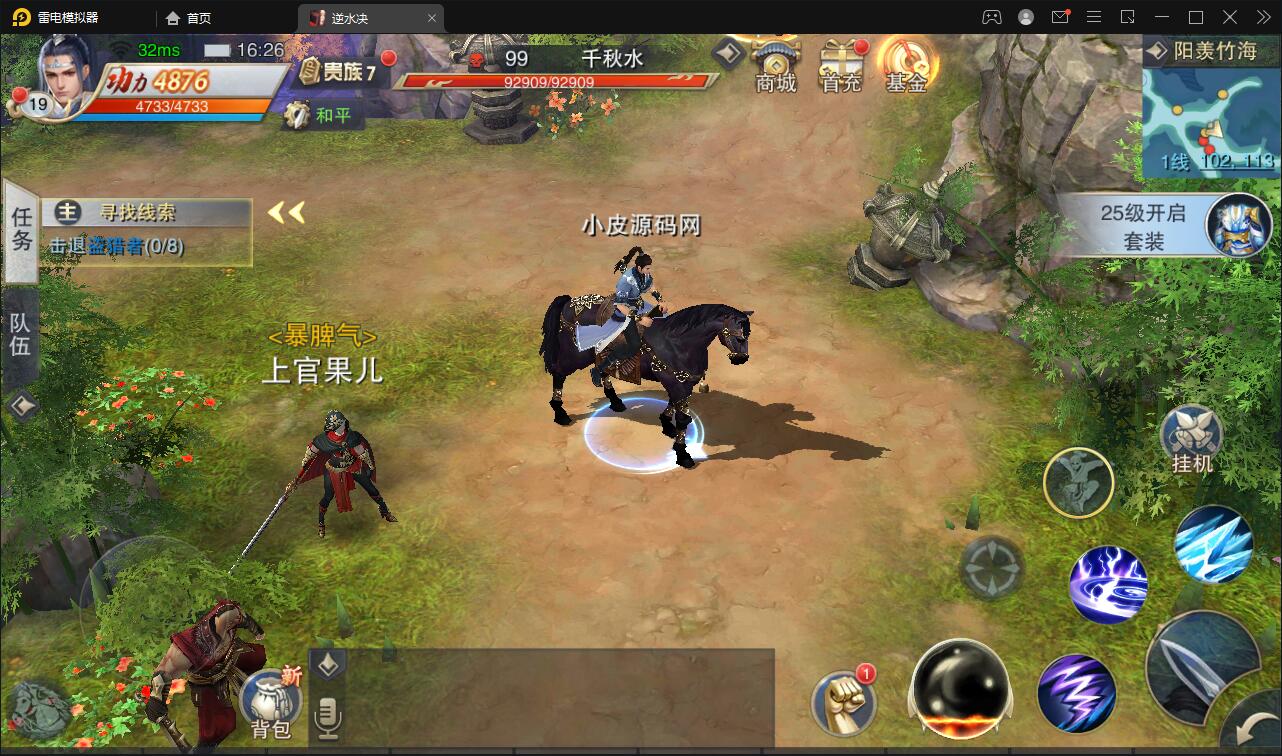 雷电模拟器
首页
逆水决
32ms
16:26
功力 4876
19
4733/4733
贵族7
和平
99
千秋水
92909/92909
商城
首充
基金
阳羡竹海
1线 102, 113
任务
主 寻找线索
击退盗猎者(0/8)
25级开启
套装
队伍
小皮源码网
<暴脾气>
上官果儿
挂机
新
背包
1